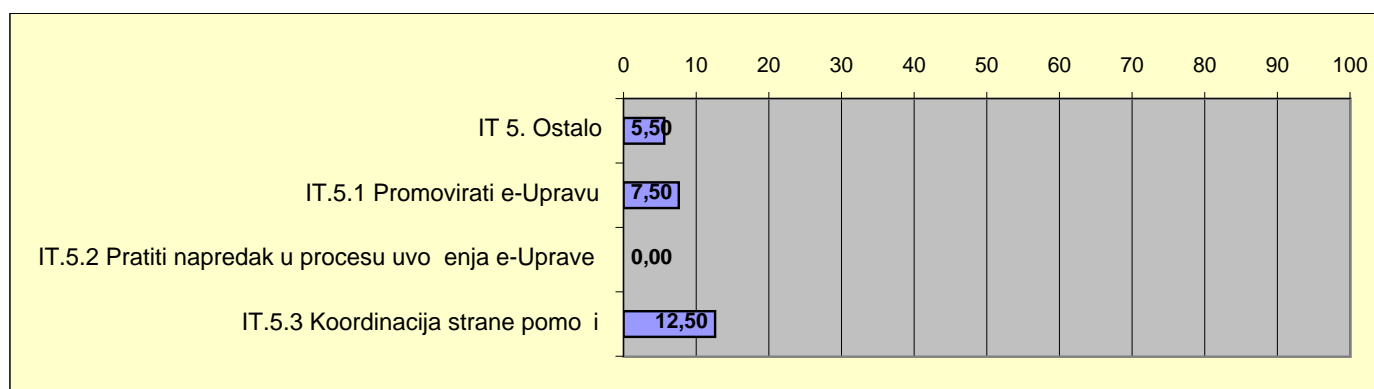 0 10 20 30 40 50 60 70 80 90 100
IT 5. Ostalo 5,50
IT.5.1 Promovirati e-Upravu 7,50
IT.5.2 Pratiti napredak u procesu uvo enja e-Uprave 0,00
IT.5.3 Koordinacija strane pomo i 12,50